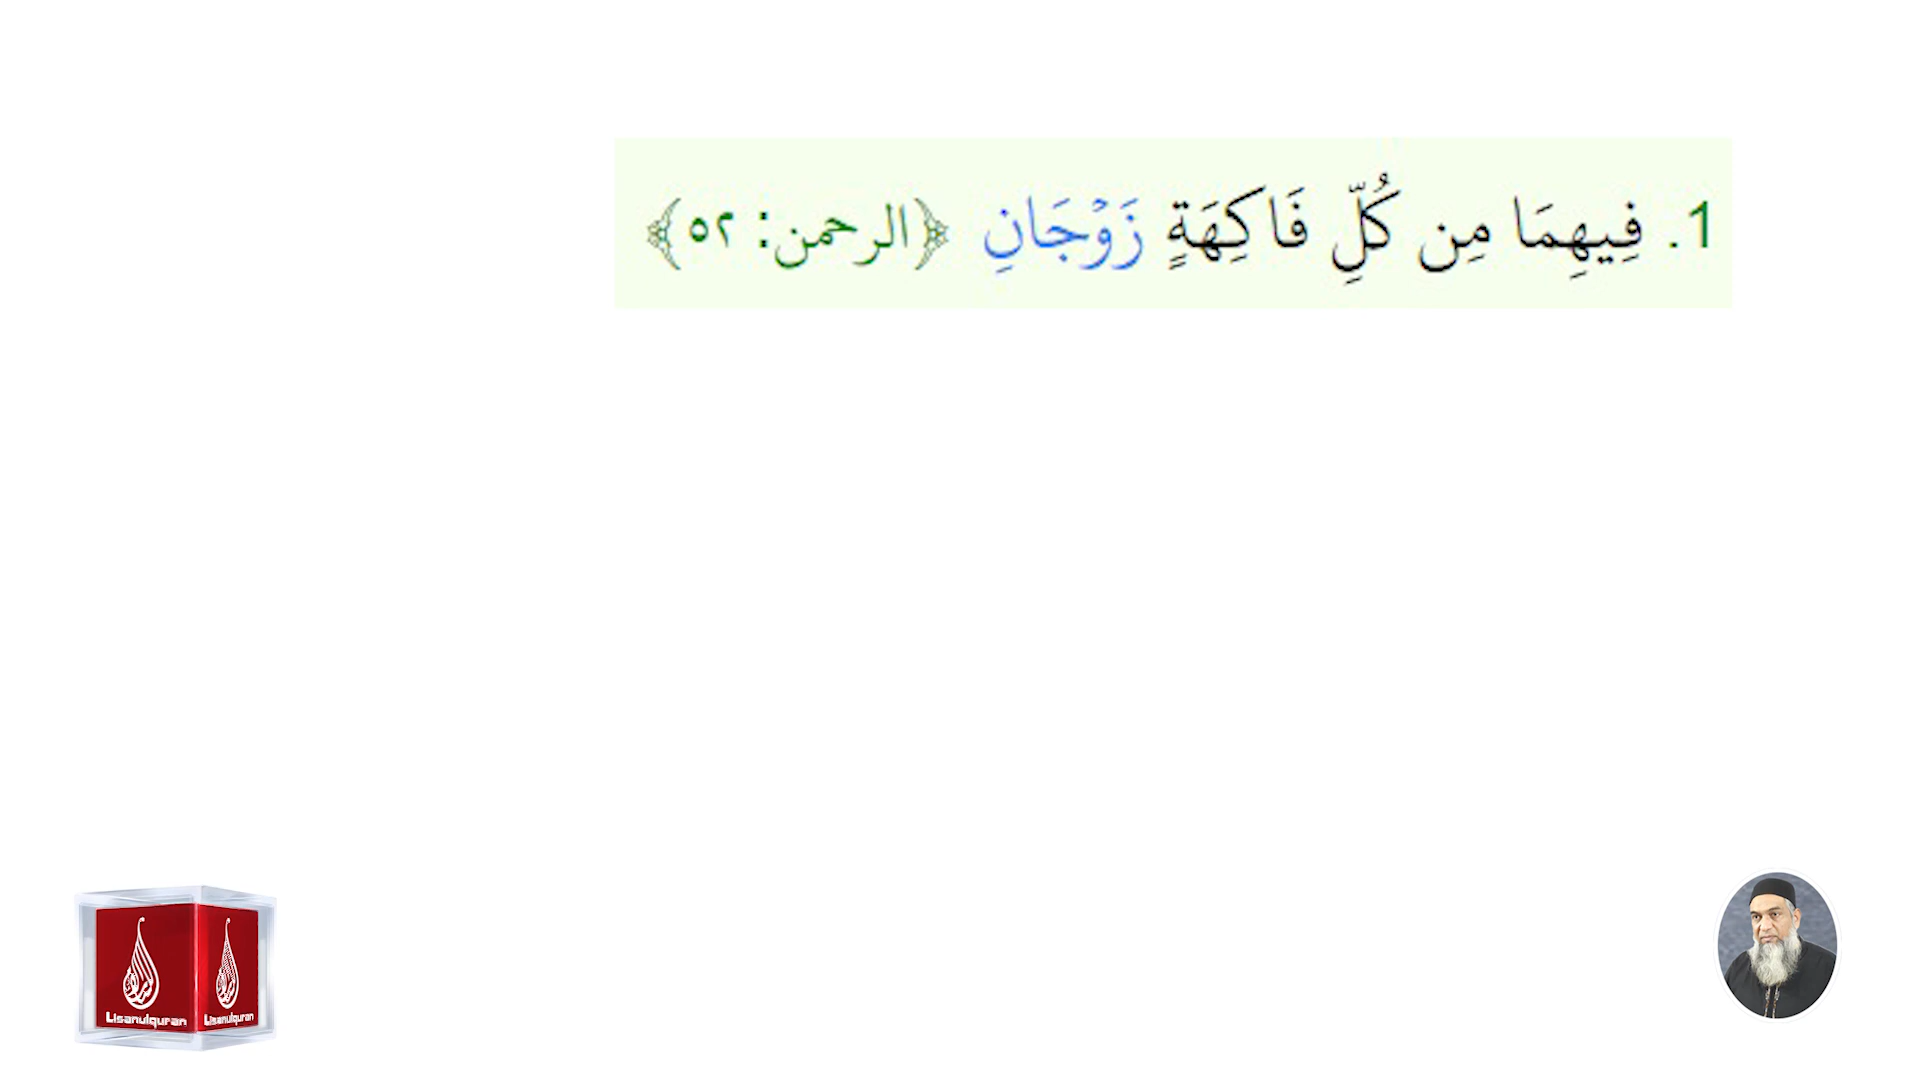 1. فِيهِمَا مِن كُلِّ فَاكِهَةٍ زَوۡجَانِ ﴿الرحمن: ٥٢﴾
Lisanulquran Lisanulquran